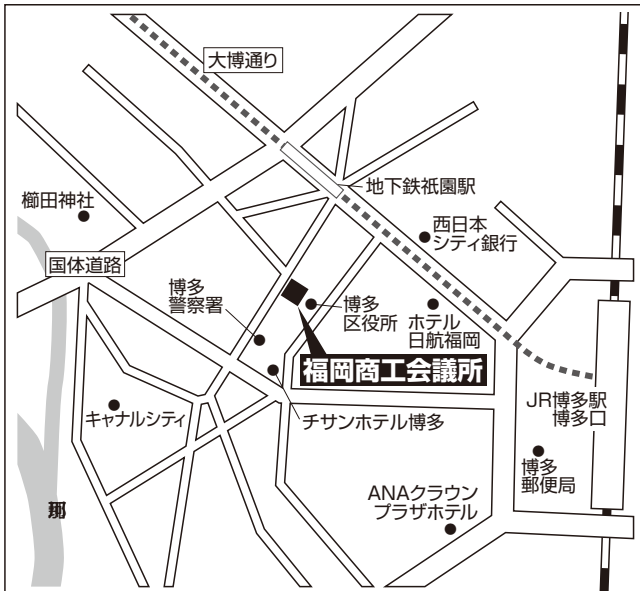 大博通り
地下鉄祇園駅
櫛田神社
西日本
シティ銀行
国体道路
博多
警察署
博多
区役所
ホテル
日航福岡
福岡商工会議所
JR博多駅
博多口
キャナルシティ
チサンホテル博多
博多
郵便局
ANAクラウン
プラザホテル